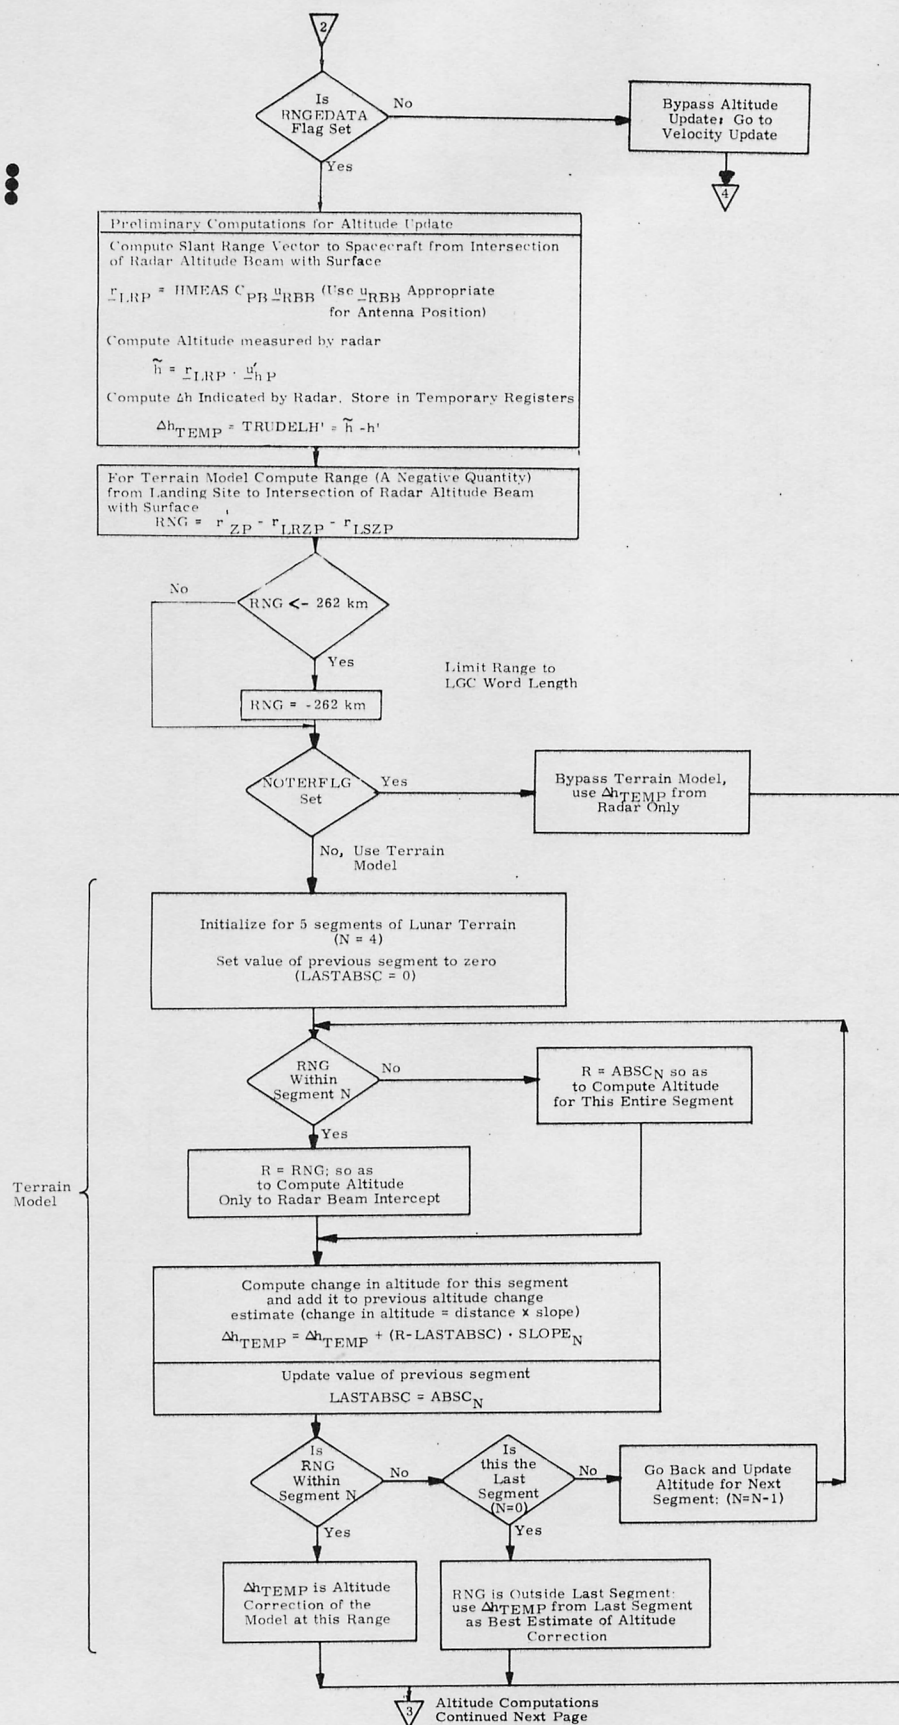 2
Is
RNGEDATA
Flag Set
No
Bypass Altitude
Update: Go to
Velocity Update
4
Yes
Preliminary Computations for Altitude Update
Compute Slant Range Vector to Spacecraft from Intersection
of Radar Altitude Beam with Surface
r_LRP = HMEAS C_PB u_RBB (Use u_RBB Appropriate
for Antenna Position)
Compute Altitude measured by radar
h̃ = r_LRP · u'_hP
Compute Δh Indicated by Radar. Store in Temporary Registers
Δh_TEMP = TRUDELH' = h̃ -h'
For Terrain Model Compute Range (A Negative Quantity)
from Landing Site to Intersection of Radar Altitude Beam
with Surface
RNG = r'_ZP - r_LRZP - r_LSZP
No
RNG <- 262 km
Yes
Limit Range to
LGC Word Length
RNG = -262 km
NOTERFLG
Set
Yes
Bypass Terrain Model,
use Δh_TEMP from
Radar Only
No, Use Terrain
Model
Initialize for 5 segments of Lunar Terrain
(N = 4)
Set value of previous segment to zero
(LASTABSC = 0)
RNG
Within
Segment N
No
R = ABSC_N so as
to Compute Altitude
for This Entire Segment
Yes
R = RNG; so as
to Compute Altitude
Only to Radar Beam Intercept
Terrain
Model
Compute change in altitude for this segment
and add it to previous altitude change
estimate (change in altitude = distance x slope)
Δh_TEMP = Δh_TEMP + (R-LASTABSC) · SLOPE_N
Update value of previous segment
LASTABSC = ABSC_N
Is
RNG
Within
Segment N
No
Is
this the
Last
Segment
(N=0)
No
Go Back and Update
Altitude for Next
Segment: (N=N-1)
Yes
Yes
Δh_TEMP is Altitude
Correction of the
Model at this Range
RNG is Outside Last Segment:
use Δh_TEMP from Last Segment
as Best Estimate of Altitude
Correction
3
Altitude Computations
Continued Next Page